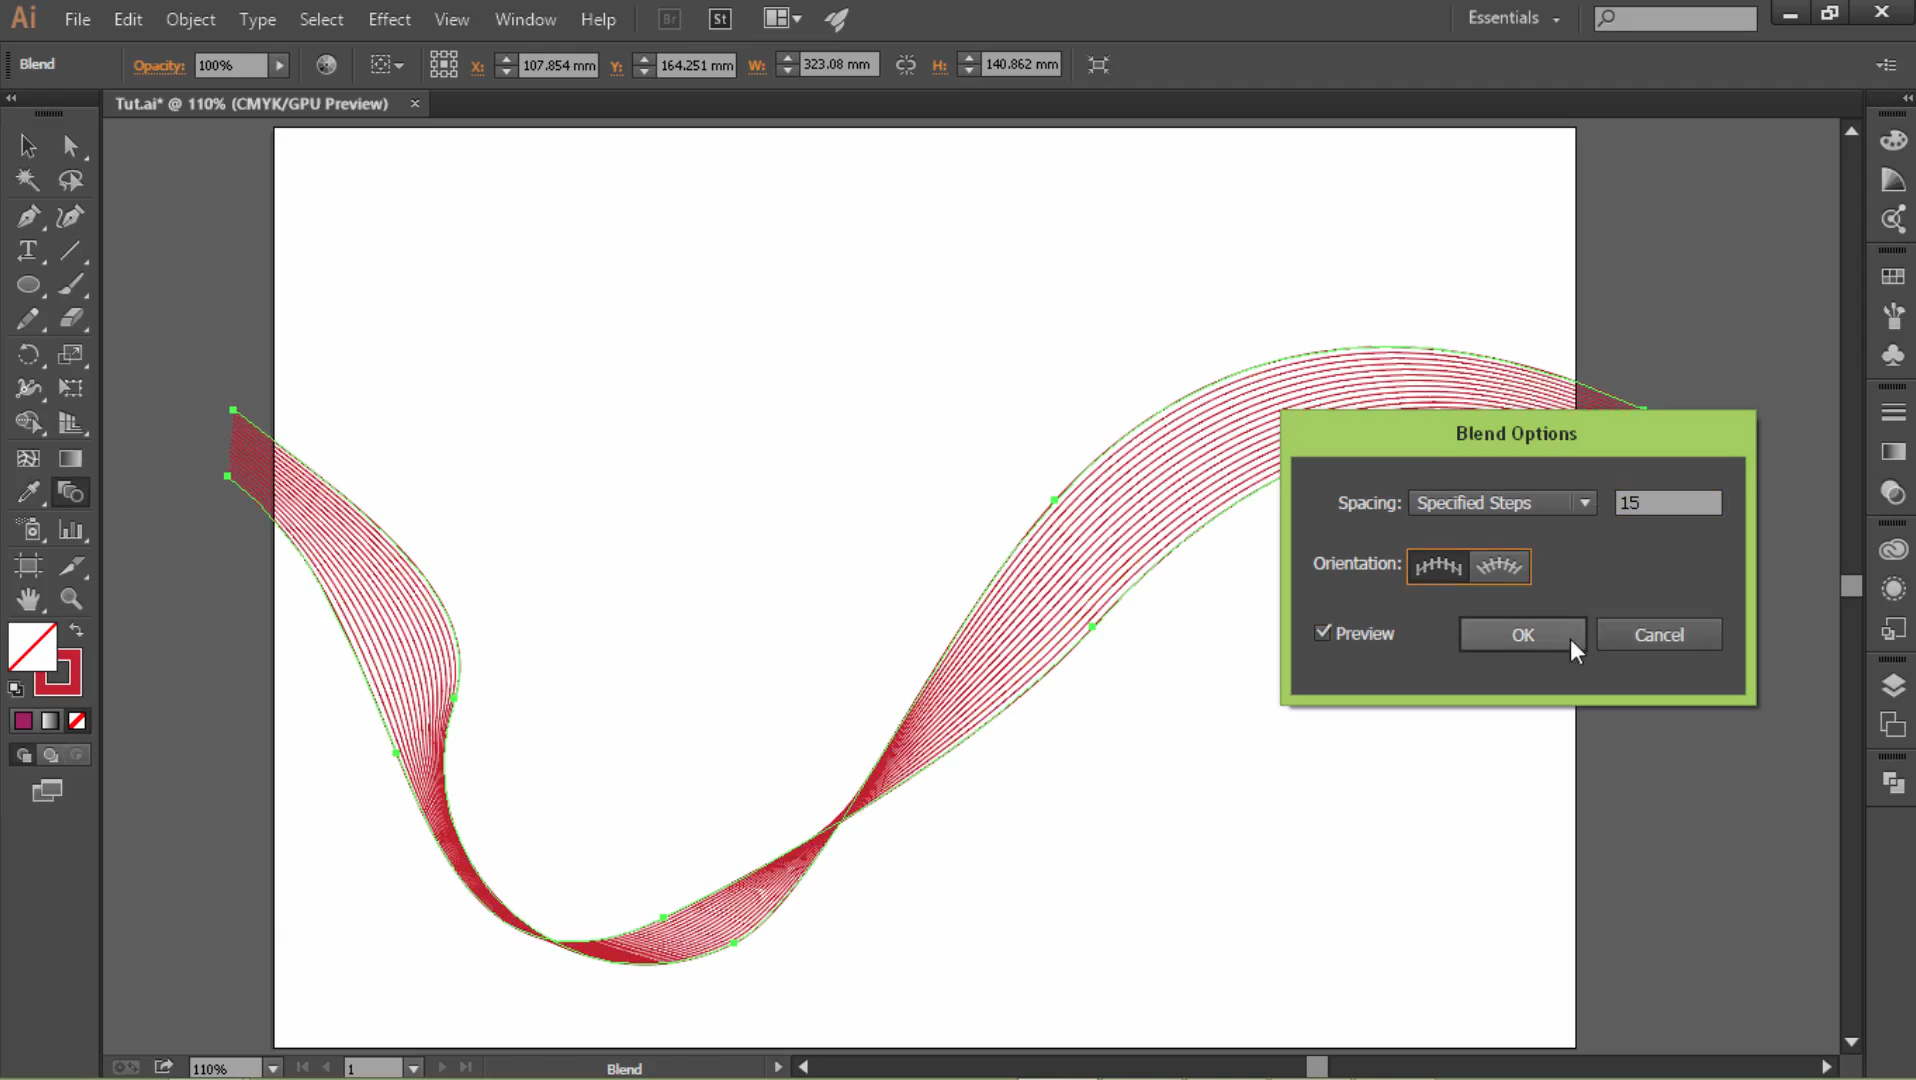 Ai File Edit Object Type Select Effect View Window Help Br St Essentials
Blend Opacity: 100% X: 107.854 mm Y: 164.251 mm W: 323.08 mm H: 140.862 mm
Tut.ai* @ 110% (CMYK/GPU Preview) ×
Blend Options
Spacing: Specified Steps 15
Orientation:
Preview OK Cancel
110% 1 Blend